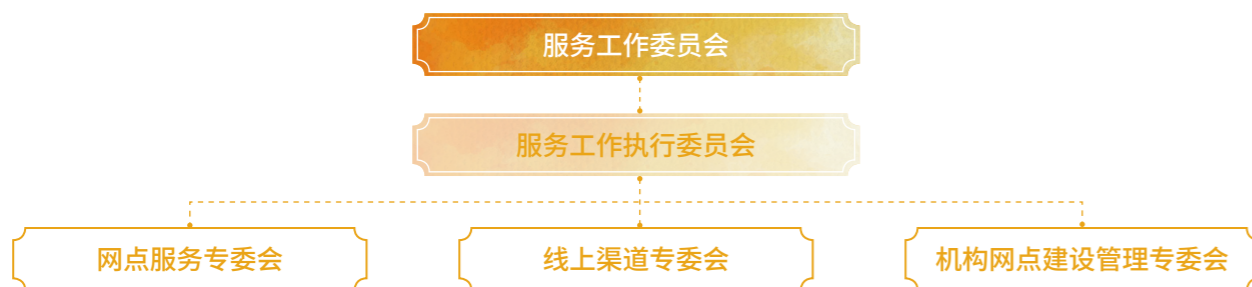 服务工作委员会
服务工作执行委员会
网点服务专委会
线上渠道专委会
机构网点建设管理专委会